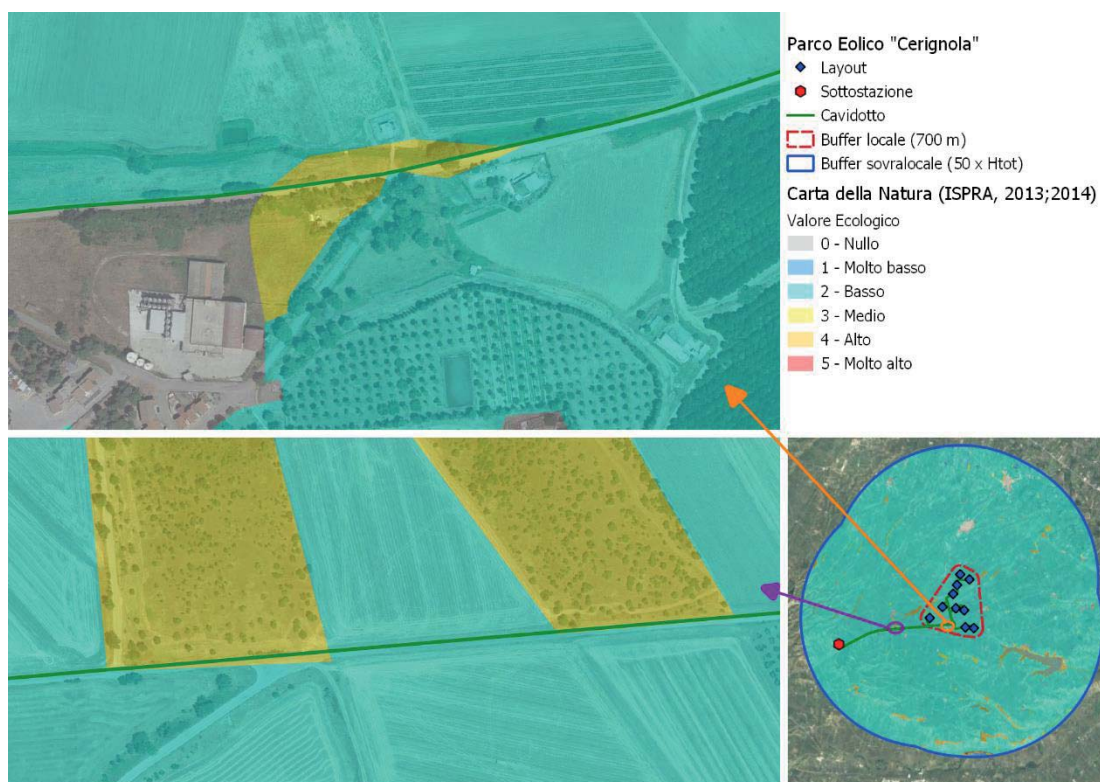 Parco Eolico "Cerignola"
Layout
Sottostazione
Cavidotto
Buffer locale (700 m)
Buffer sovralocale (50 x Htot)
Carta della Natura (ISPRA, 2013;2014)
Valore Ecologico
0 - Nullo
1 - Molto basso
2 - Basso
3 - Medio
4 - Alto
5 - Molto alto